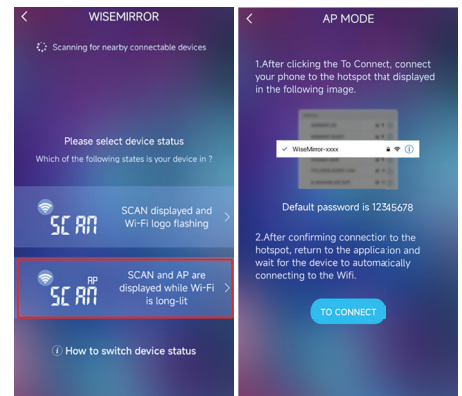 WISEMIRROR
Scanning for nearby connectable devices
Please select device status
Which of the following states is your device in ?
SCAN
SCAN displayed and
Wi-Fi logo flashing
AP
SCAN
SCAN and AP are
displayed while Wi-Fi
is long-lit
How to switch device status
AP MODE
1.After clicking the To Connect, connect
your phone to the hotspot that displayed
in the following image.
WiseMirror-xxxx
Default password is 12345678
2.After confirming connection to the
hotspot, return to the application and
wait for the device to automatically
connecting to the Wifi.
TO CONNECT